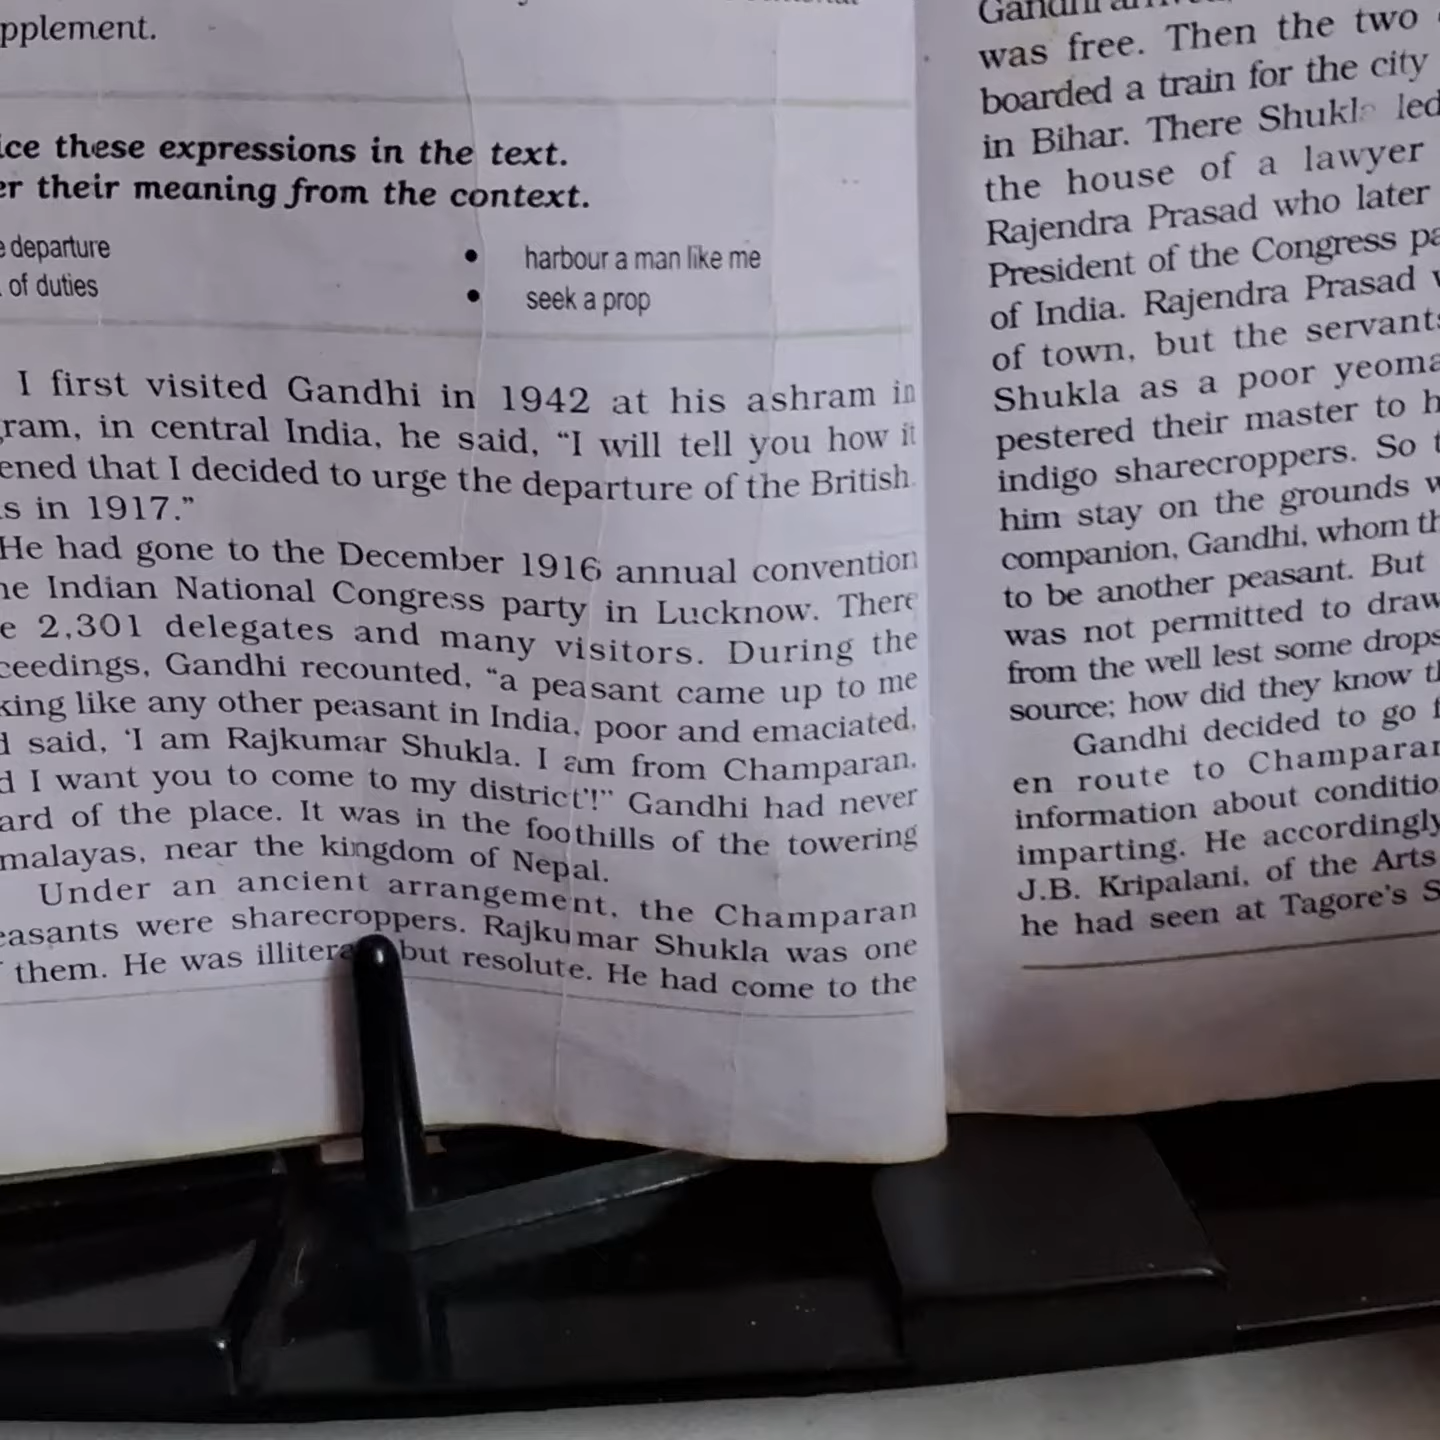 pplement.
ice these expressions in the text.
er their meaning from the context.
e departure
of duties
• harbour a man like me
• seek a prop
I first visited Gandhi in 1942 at his ashram in
gram, in central India, he said, “I will tell you how it
ened that I decided to urge the departure of the British
s in 1917.”
He had gone to the December 1916 annual convention
he Indian National Congress party in Lucknow. There
e 2,301 delegates and many visitors. During the
ceedings, Gandhi recounted, “a peasant came up to me
king like any other peasant in India, poor and emaciated,
d said, ‘I am Rajkumar Shukla. I am from Champaran,
d I want you to come to my district’!” Gandhi had never
ard of the place. It was in the foothills of the towering
malayas, near the kingdom of Nepal.
Under an ancient arrangement, the Champaran
easants were sharecroppers. Rajkumar Shukla was one
f them. He was illitera but resolute. He had come to the
Gandhi
was free. Then the two
boarded a train for the city
in Bihar. There Shukla led
the house of a lawyer
Rajendra Prasad who later
President of the Congress pa
of India. Rajendra Prasad w
of town, but the servants
Shukla as a poor yeoma
pestered their master to h
indigo sharecroppers. So t
him stay on the grounds w
companion, Gandhi, whom th
to be another peasant. But
was not permitted to draw
from the well lest some drops
source; how did they know th
Gandhi decided to go f
en route to Champaran
information about conditio
imparting. He accordingly
J.B. Kripalani, of the Arts
he had seen at Tagore’s S